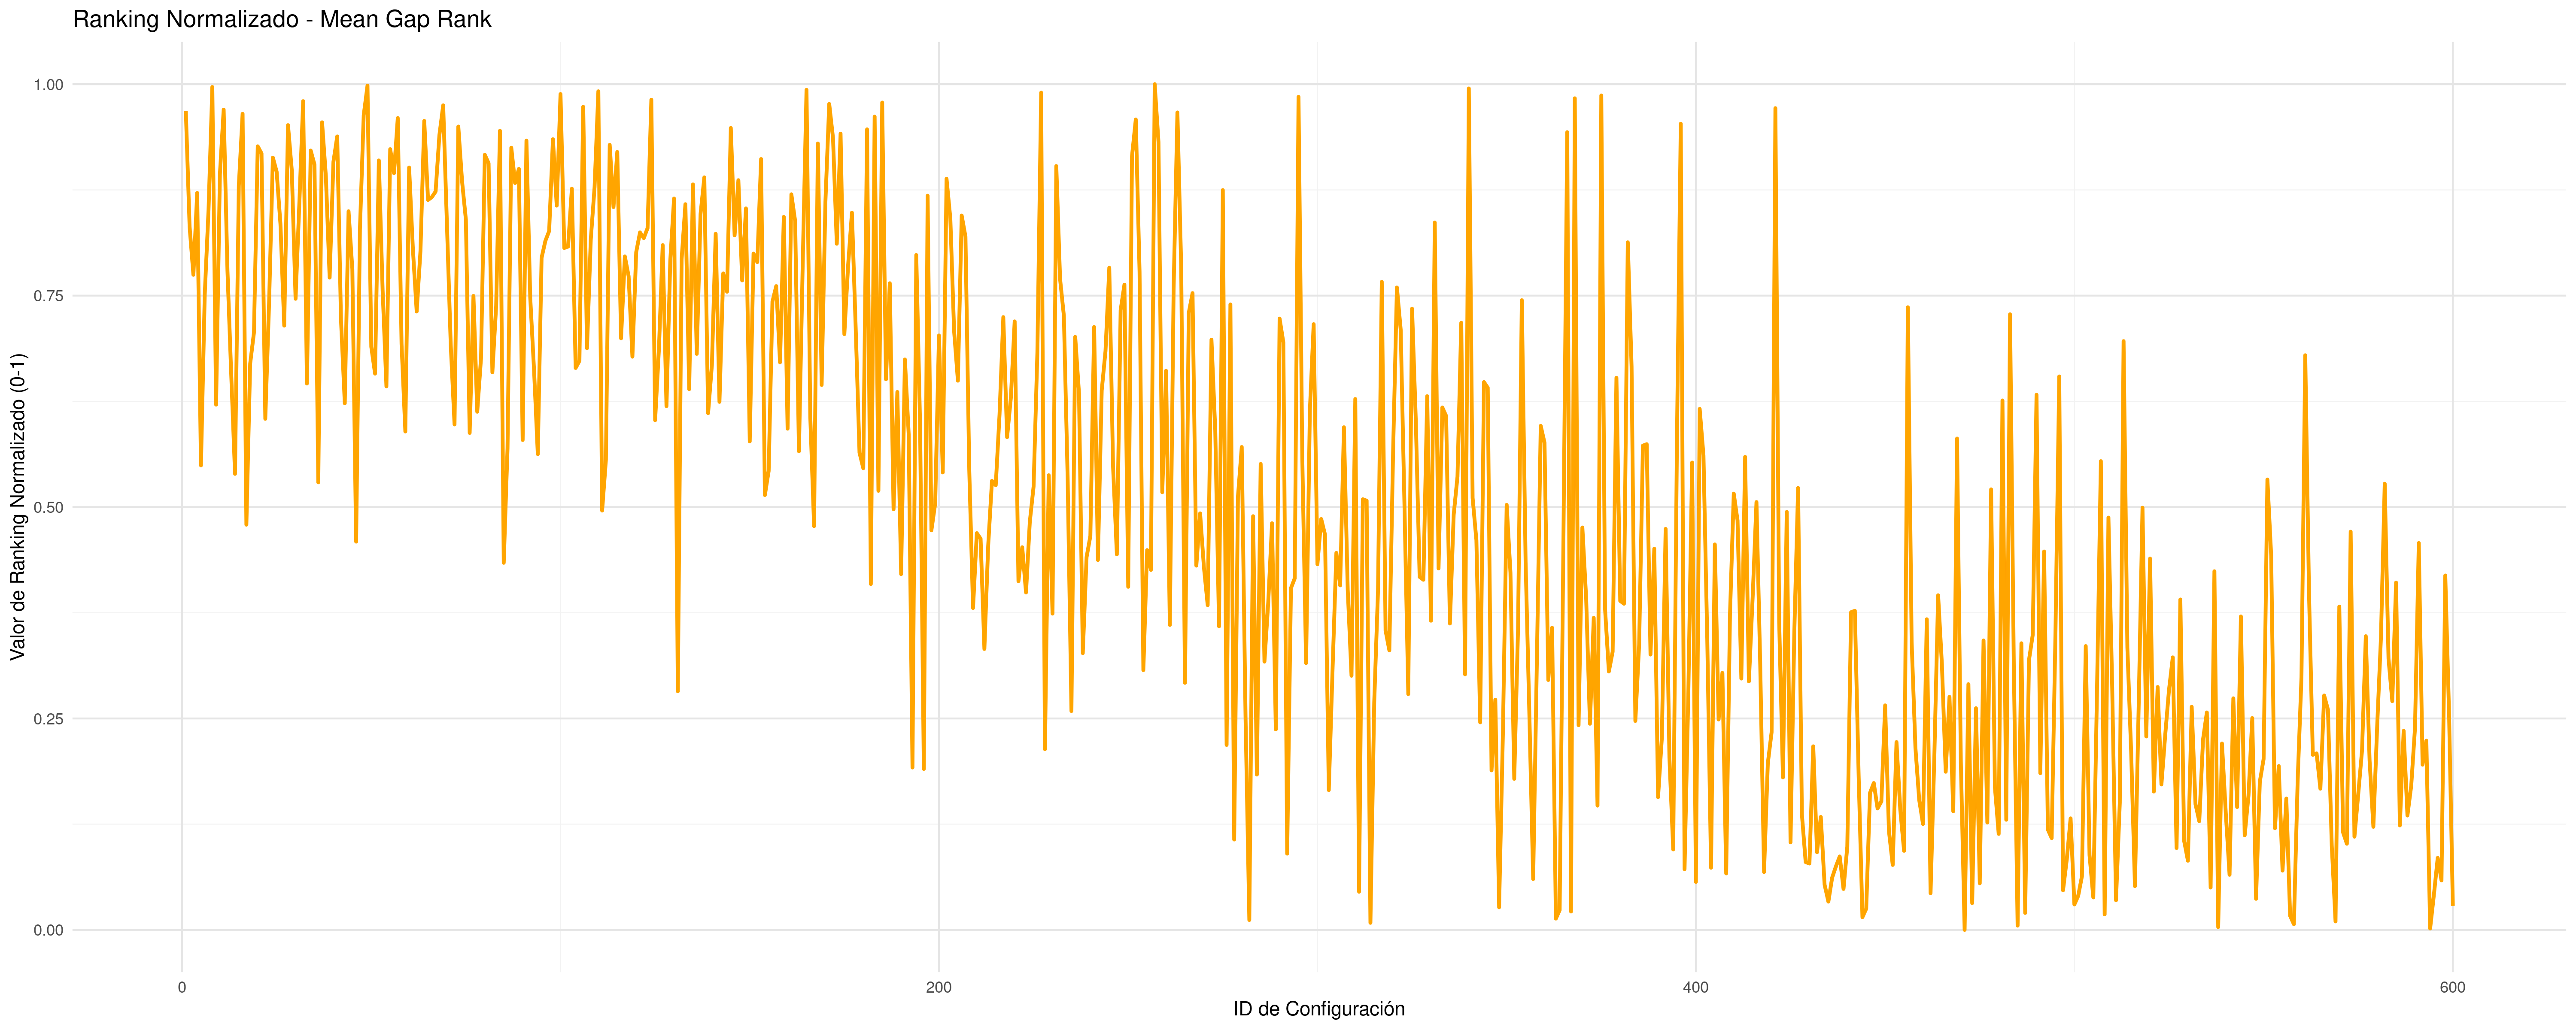 Ranking Normalizado - Mean Gap Rank
Valor de Ranking Normalizado (0-1)
1.00
0.75
0.50
0.25
0.00
0 200 400 600
ID de Configuración